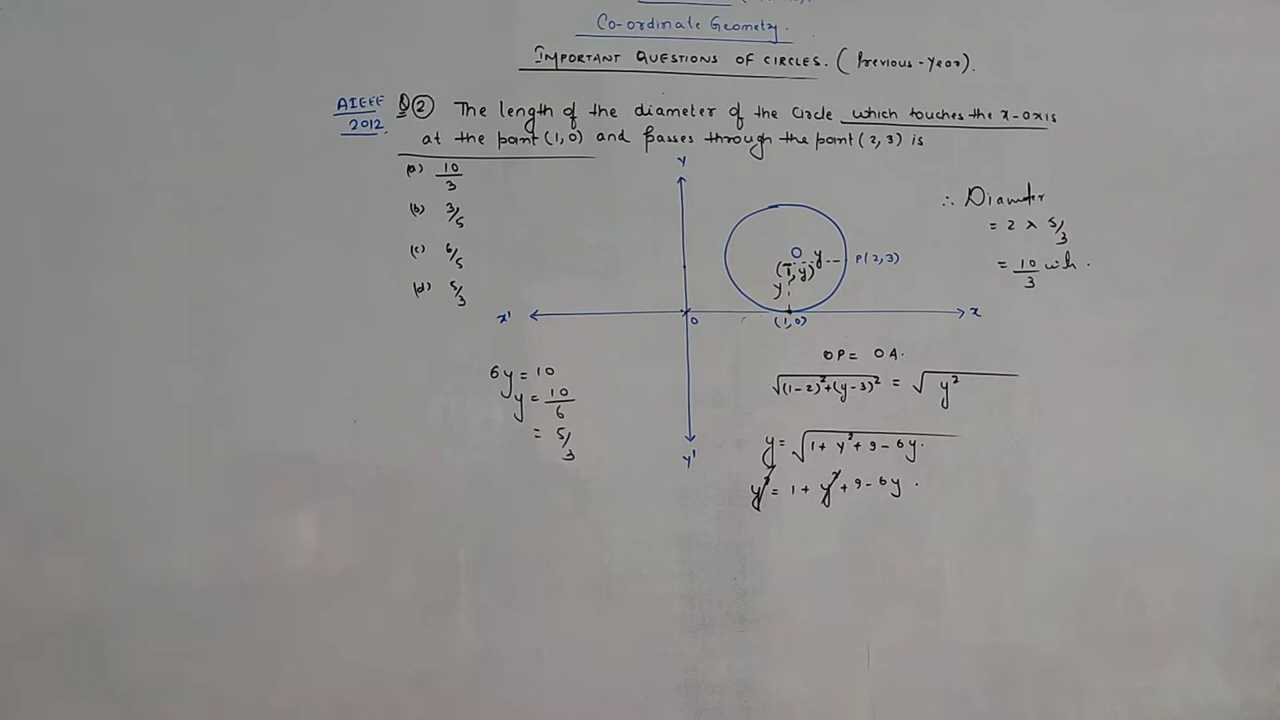 Co-ordinate Geometry.
IMPORTANT QUESTIONS OF CIRCLES. (Previous-Year).
AIEEE
2012.
Q ② The length of the diameter of the Circle which touches the x-axis
at the point (1,0) and Passes through the point (2,3) is
(a) 10/3
(b) 3/5
(c) 6/5
(d) 5/3
Y
O
(1, y)
y
y
P(2,3)
x'
O
(1,0)
x
y'
∴ Diameter
= 2 × 5/3
= 10/3
OP = OA.
√(1-2)²+(y-3)² = √y²
y = √1 + y² + 9 - 6y.
y² = 1 + y² + 9 - 6y.
6y = 10
y = 10/6
= 5/3